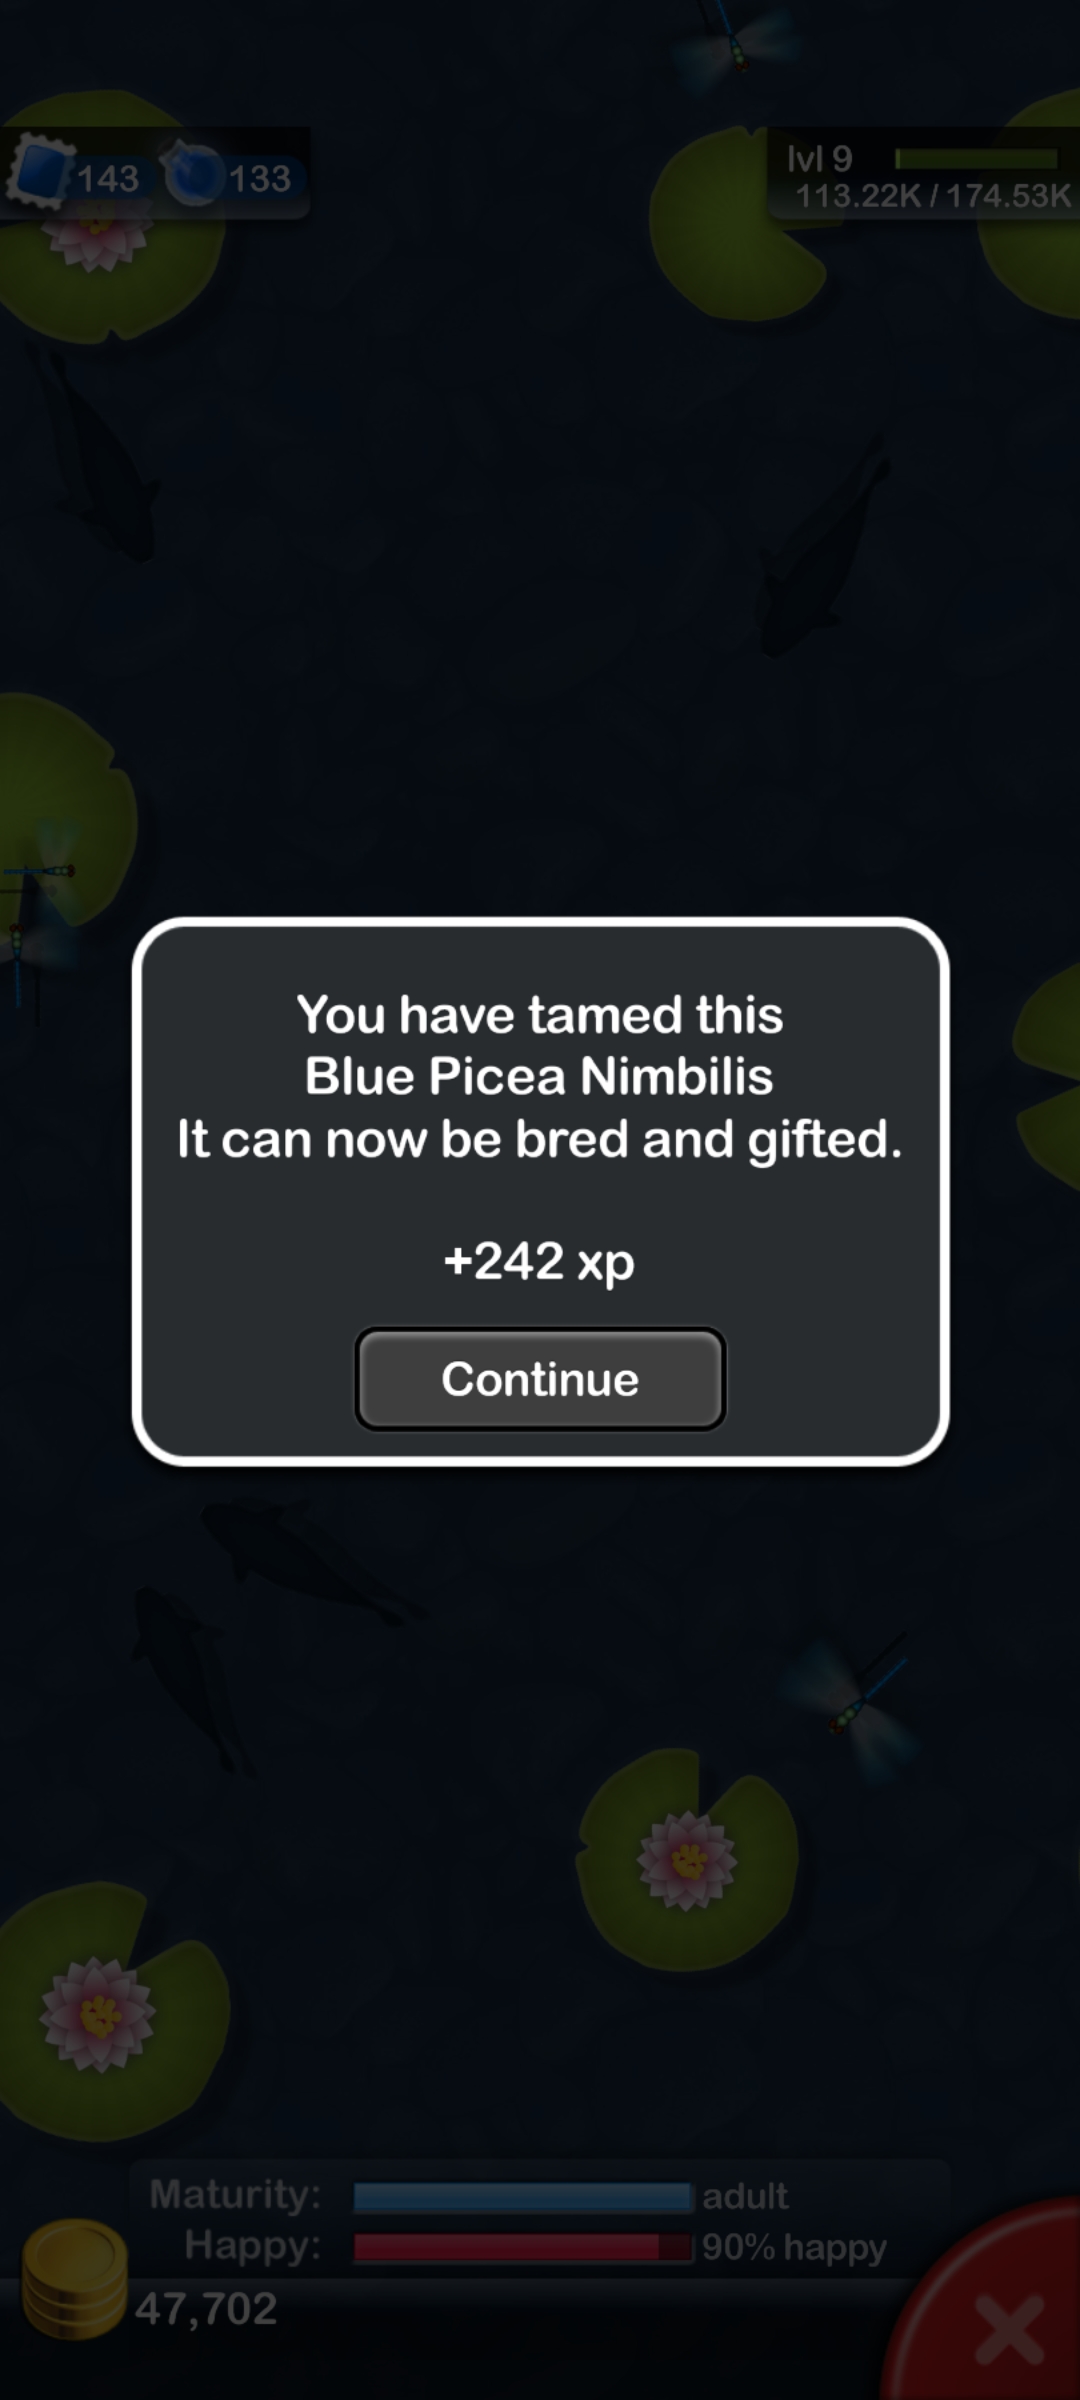 143 133
lvl 9
113.22K / 174.53K
You have tamed this
Blue Picea Nimbilis
It can now be bred and gifted.
+242 xp
Continue
Maturity: adult
Happy: 90% happy
47,702